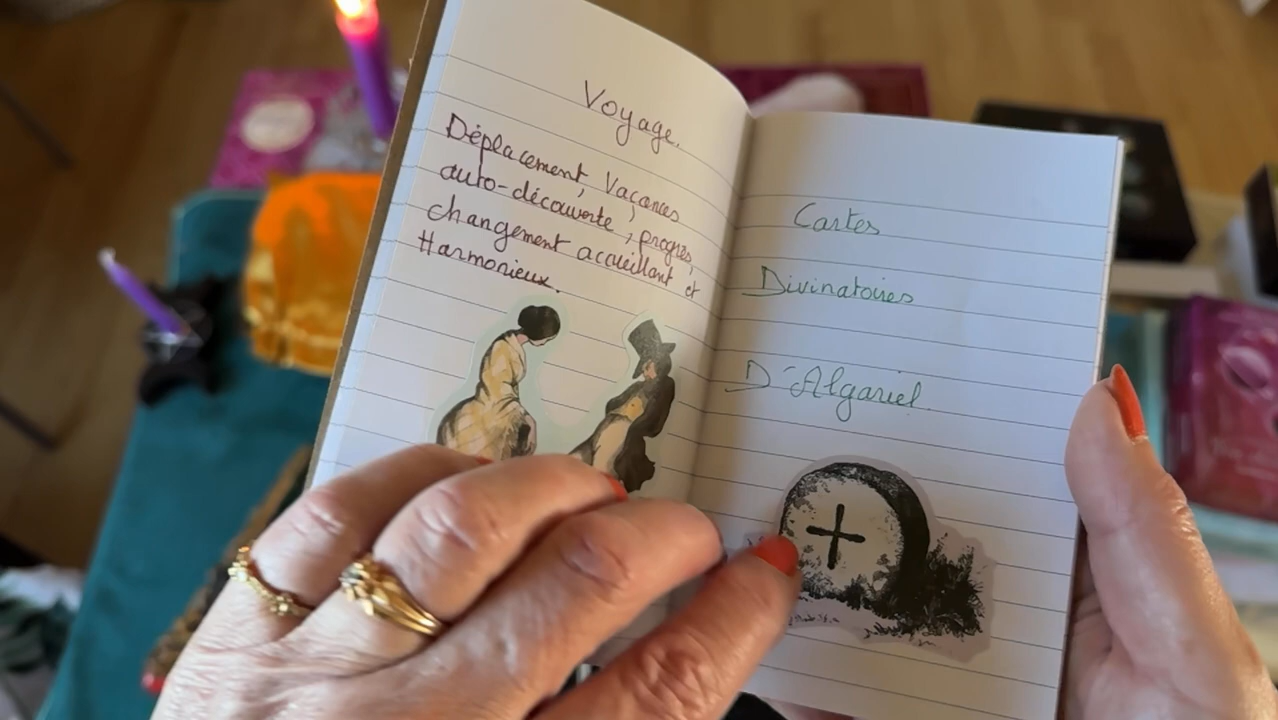 Voyage.
Déplacement, Vacances
auto-découverte, progrès,
changement accueillant et
Harmonieux.
Cartes
Divinatoires
D'Algariel.